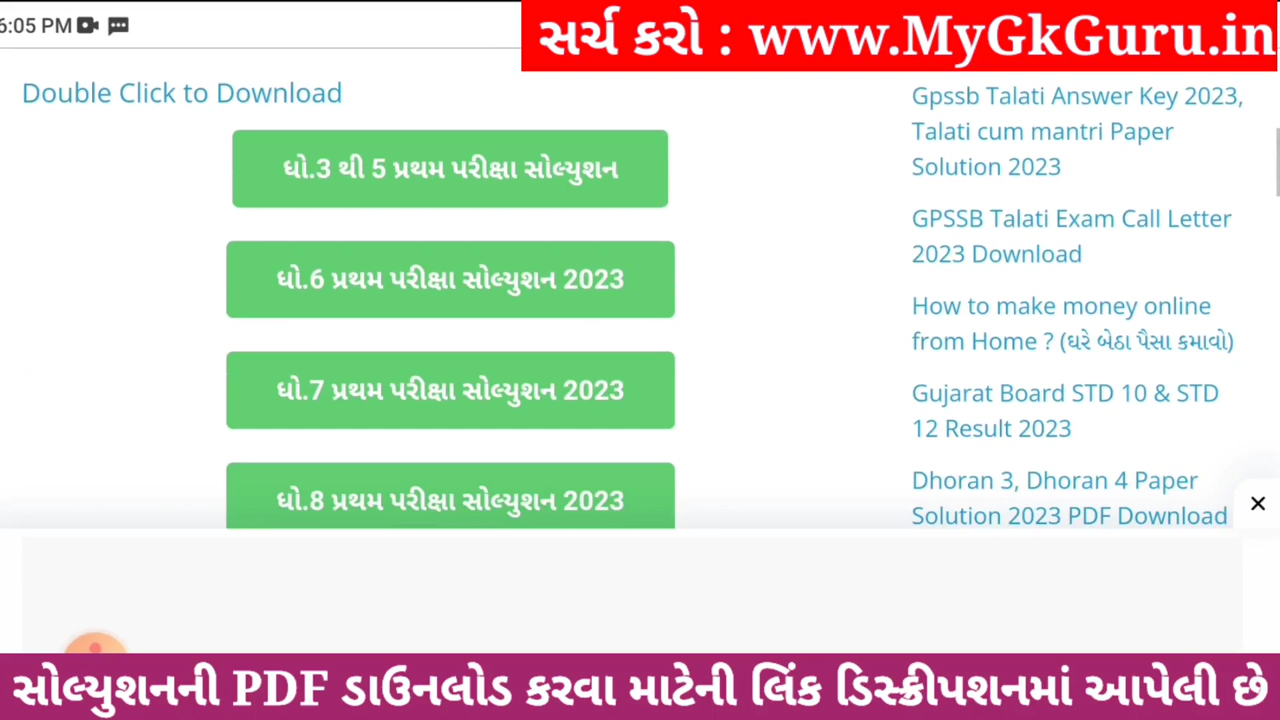 6:05 PM
સર્ચ કરો : www.MyGkGuru.in
Double Click to Download
ધો.3 થી 5 પ્રથમ પરીક્ષા સોલ્યુશન
ધો.6 પ્રથમ પરીક્ષા સોલ્યુશન 2023
ધો.7 પ્રથમ પરીક્ષા સોલ્યુશન 2023
ધો.8 પ્રથમ પરીક્ષા સોલ્યુશન 2023
Gpssb Talati Answer Key 2023,
Talati cum mantri Paper
Solution 2023
GPSSB Talati Exam Call Letter
2023 Download
How to make money online
from Home ? (ઘરે બેઠા પૈસા કમાવો)
Gujarat Board STD 10 & STD
12 Result 2023
Dhoran 3, Dhoran 4 Paper
Solution 2023 PDF Download
સોલ્યુશનની PDF ડાઉનલોડ કરવા માટેની લિંક ડિસ્ક્રીપશનમાં આપેલી છે